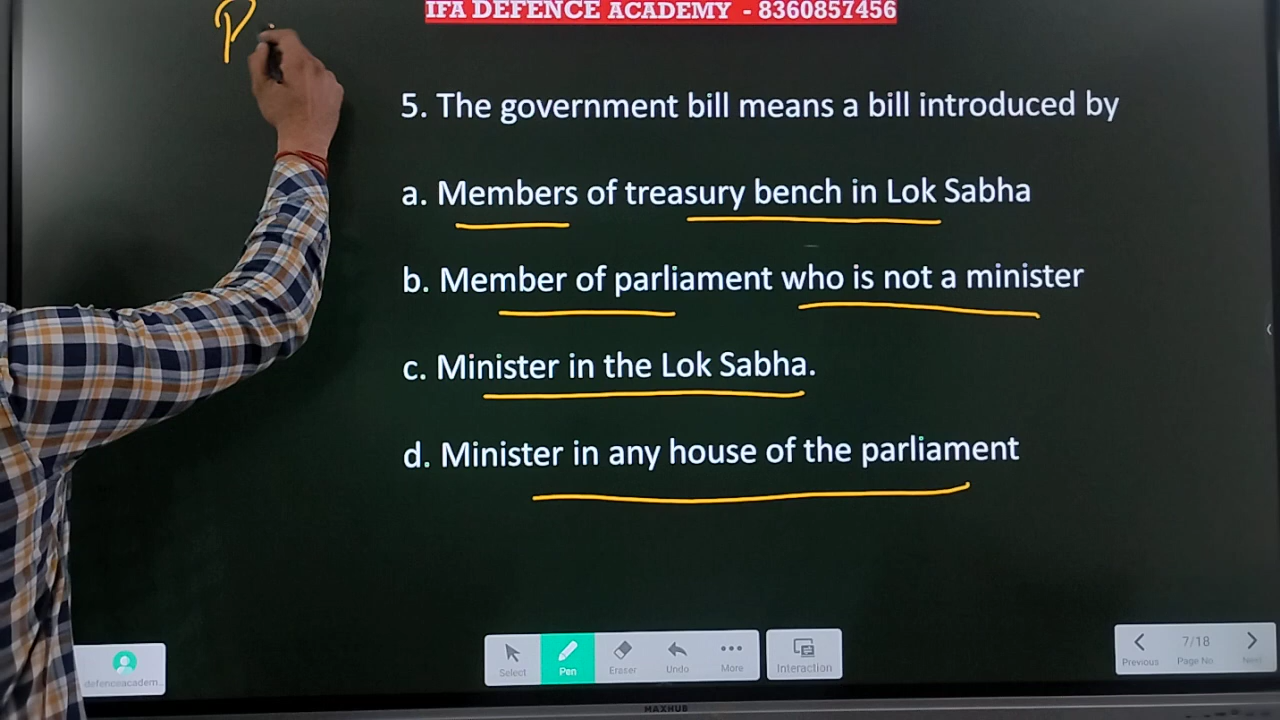 IFA DEFENCE ACADEMY - 8360857456
P
5. The government bill means a bill introduced by
a. Members of treasury bench in Lok Sabha
b. Member of parliament who is not a minister
c. Minister in the Lok Sabha.
d. Minister in any house of the parliament
defenceacadem..
Select
Pen
Eraser
Undo
More
Interaction
Previous
7/18
Page No
Next
MAXHUB